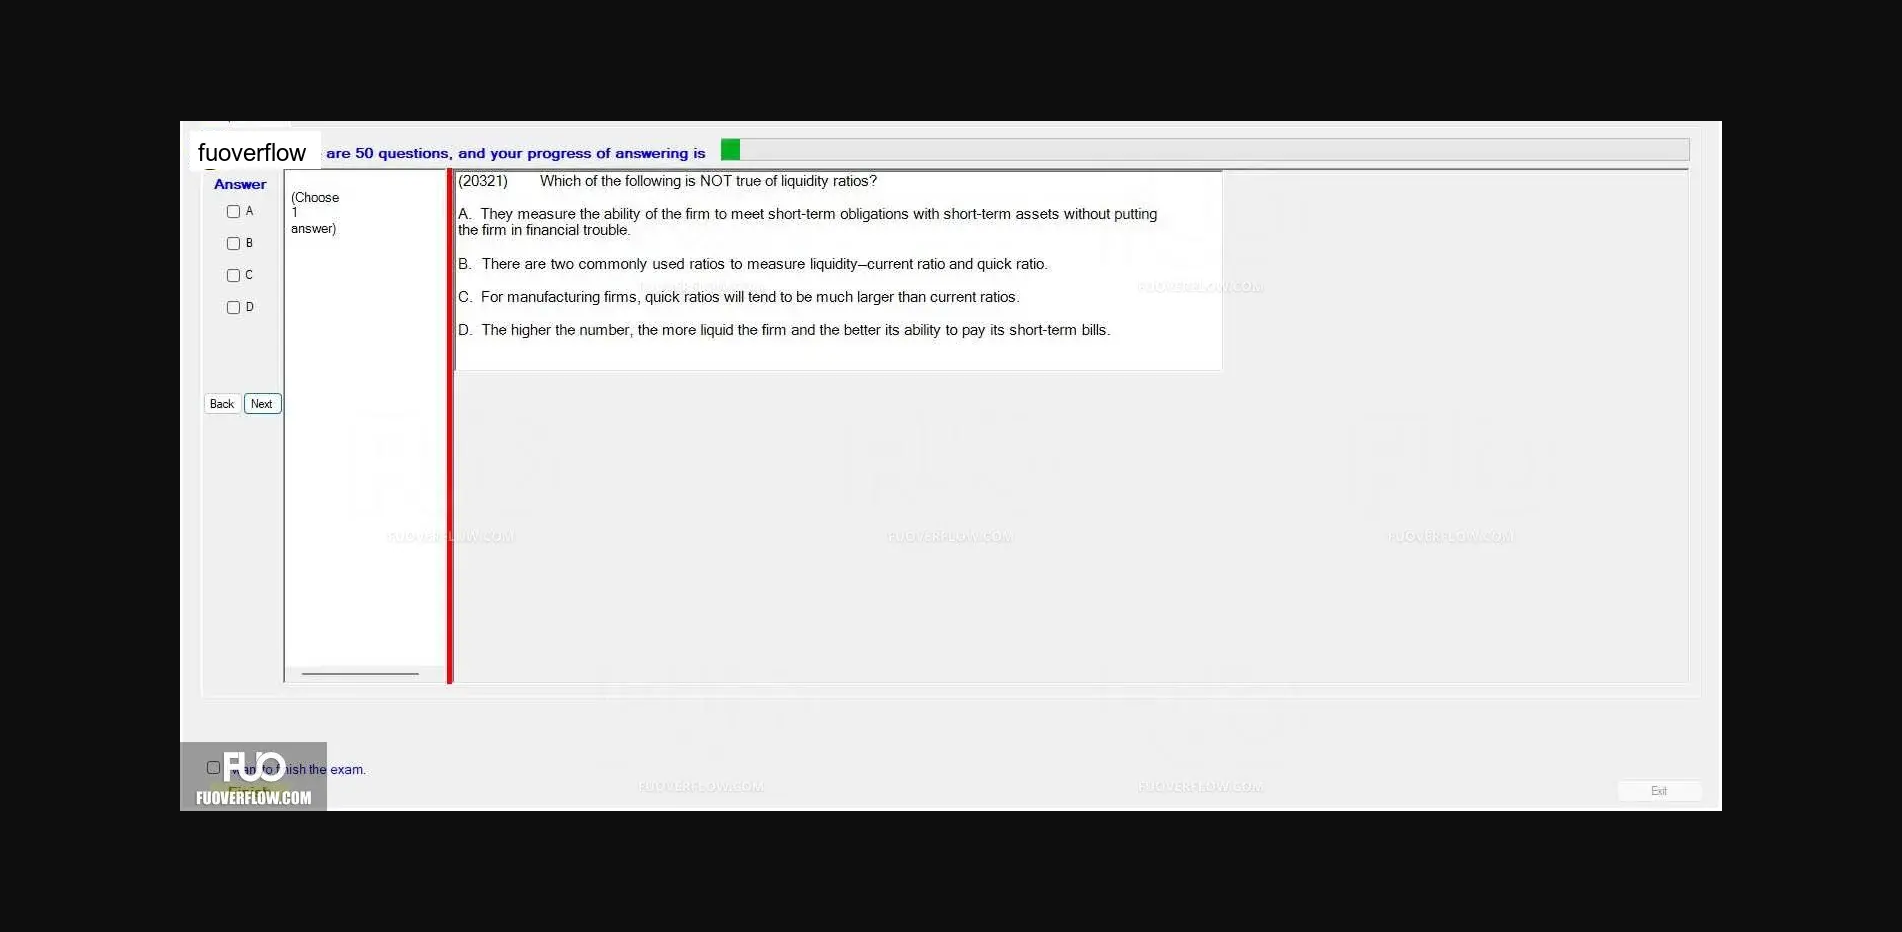 fuoverflow are 50 questions, and your progress of answering is
Answer
A
B
C
D
Back Next
(Choose
1
answer)
(20321) Which of the following is NOT true of liquidity ratios?
A. They measure the ability of the firm to meet short-term obligations with short-term assets without putting
the firm in financial trouble.
B. There are two commonly used ratios to measure liquidity—current ratio and quick ratio.
C. For manufacturing firms, quick ratios will tend to be much larger than current ratios.
D. The higher the number, the more liquid the firm and the better its ability to pay its short-term bills.
FUOVERFLOW.COM
FUOVERFLOW.COM
FUOVERFLOW.COM FUOVERFLOW.COM FUOVERFLOW.COM
FUO
the exam.
FUOVERFLOW.COM
FUOVERFLOW.COM FUOVERFLOW.COM
Exit